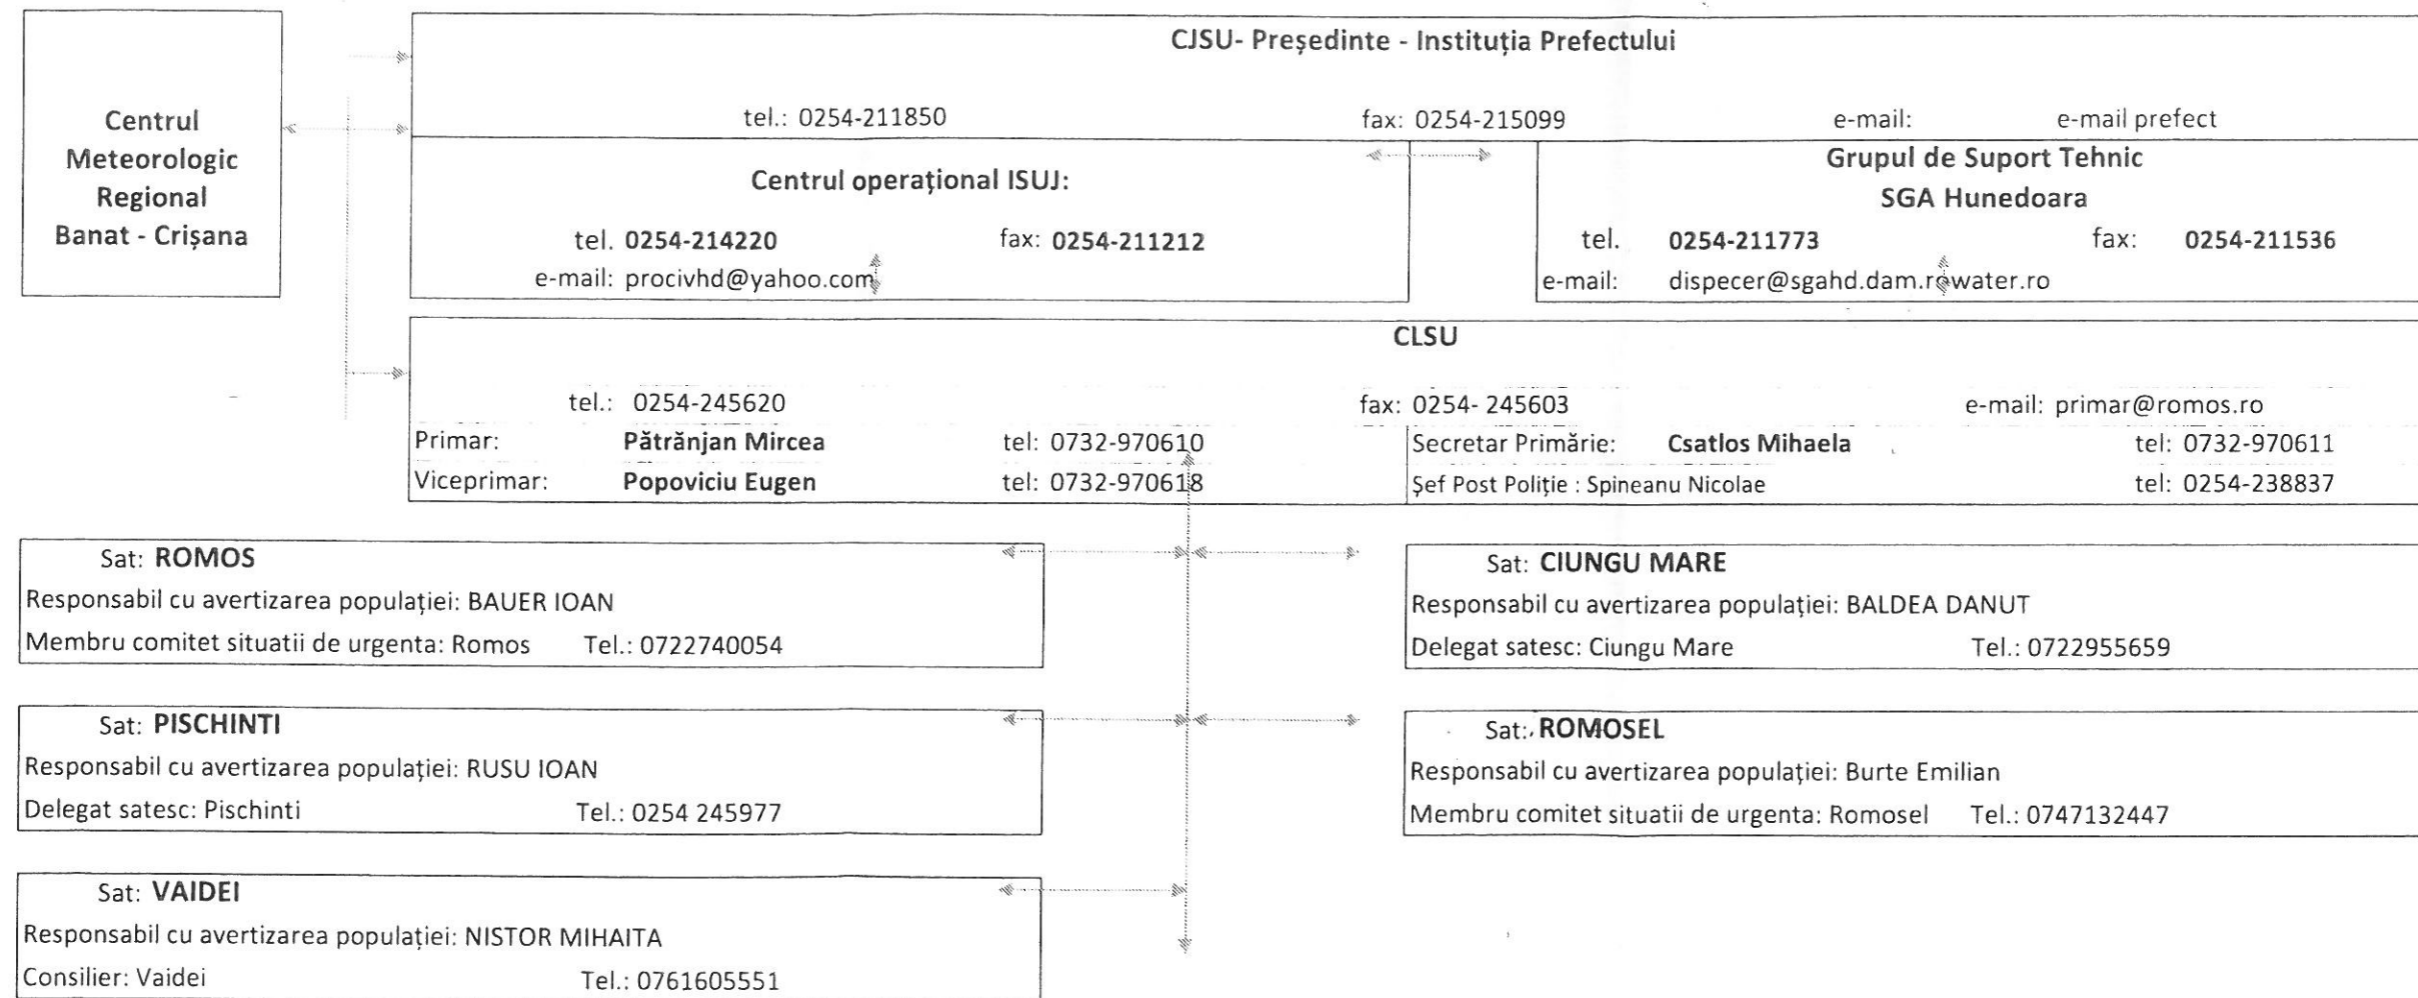 Centrul
Meteorologic
Regional
Banat - Crișana
CJSU- Președinte - Instituția Prefectului
tel.: 0254-211850 fax: 0254-215099 e-mail: e-mail prefect
Centrul operațional ISUJ:
tel. 0254-214220 fax: 0254-211212
e-mail: procivhd@yahoo.com
Grupul de Suport Tehnic
SGA Hunedoara
tel. 0254-211773 fax: 0254-211536
e-mail: dispecer@sgahd.dam.rowater.ro
CLSU
tel.: 0254-245620 fax: 0254- 245603 e-mail: primar@romos.ro
Primar: Pătrănjan Mircea tel: 0732-970610 Secretar Primărie: Csatlos Mihaela tel: 0732-970611
Viceprimar: Popoviciu Eugen tel: 0732-970618 Șef Post Poliție : Spineanu Nicolae tel: 0254-238837
Sat: ROMOS
Responsabil cu avertizarea populației: BAUER IOAN
Membru comitet situatii de urgenta: Romos Tel.: 0722740054
Sat: CIUNGU MARE
Responsabil cu avertizarea populației: BALDEA DANUT
Delegat satesc: Ciungu Mare Tel.: 0722955659
Sat: PISCHINTI
Responsabil cu avertizarea populației: RUSU IOAN
Delegat satesc: Pischinti Tel.: 0254 245977
Sat: ROMOSEL
Responsabil cu avertizarea populației: Burte Emilian
Membru comitet situatii de urgenta: Romosel Tel.: 0747132447
Sat: VAIDEI
Responsabil cu avertizarea populației: NISTOR MIHAITA
Consilier: Vaidei Tel.: 0761605551